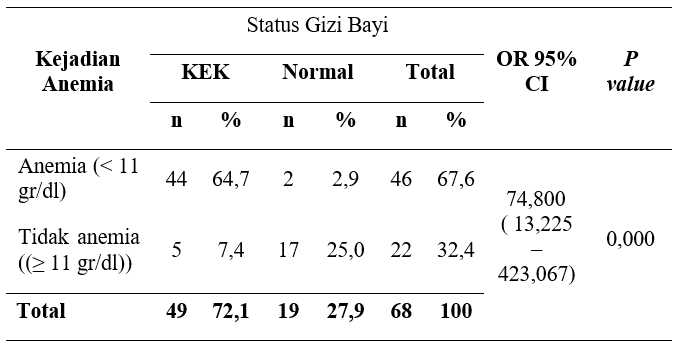 Status Gizi Bayi
Kejadian Anemia
KEK Normal Total
OR 95% CI
P value
n % n % n %
Anemia (< 11 gr/dl) 44 64,7 2 2,9 46 67,6
74,800 ( 13,225 – 423,067)
0,000
Tidak anemia ((≥ 11 gr/dl)) 5 7,4 17 25,0 22 32,4
Total 49 72,1 19 27,9 68 100